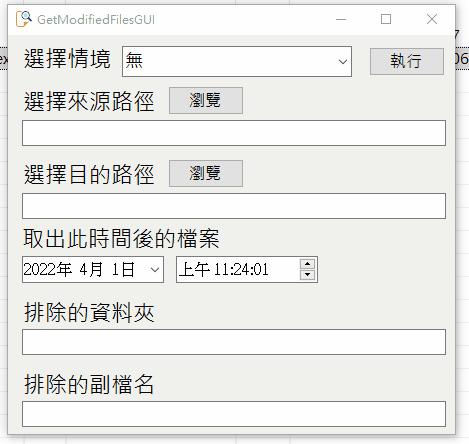 GetModifiedFilesGUI
選擇情境 無 執行
選擇來源路徑 瀏覽
選擇目的路徑 瀏覽
取出此時間後的檔案
2022年 4月 1日 上午 11:24:01
排除的資料夾
排除的副檔名